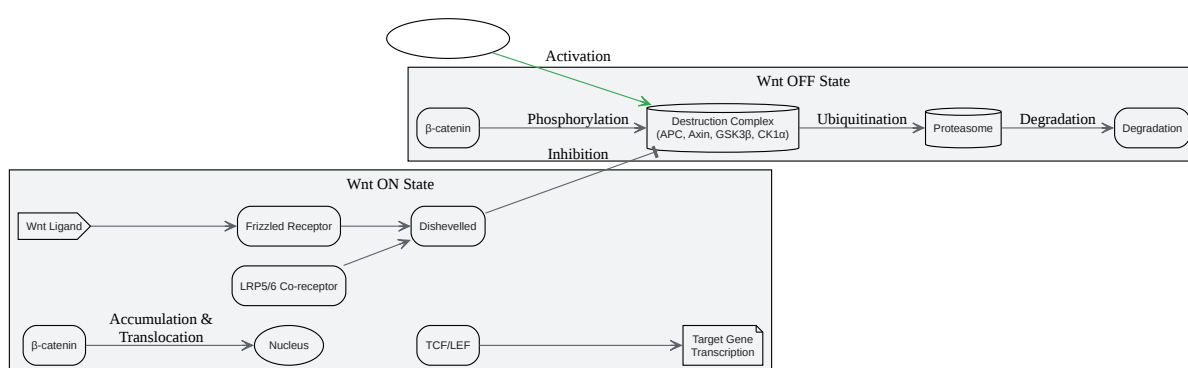 Activation
Wnt OFF State
β-catenin
Phosphorylation
Destruction Complex
(APC, Axin, GSK3β, CK1α)
Ubiquitination
Proteasome
Degradation
Degradation
Inhibition
Wnt ON State
Wnt Ligand
Frizzled Receptor
Dishevelled
LRP5/6 Co-receptor
β-catenin
Accumulation &
Translocation
Nucleus
TCF/LEF
Target Gene
Transcription